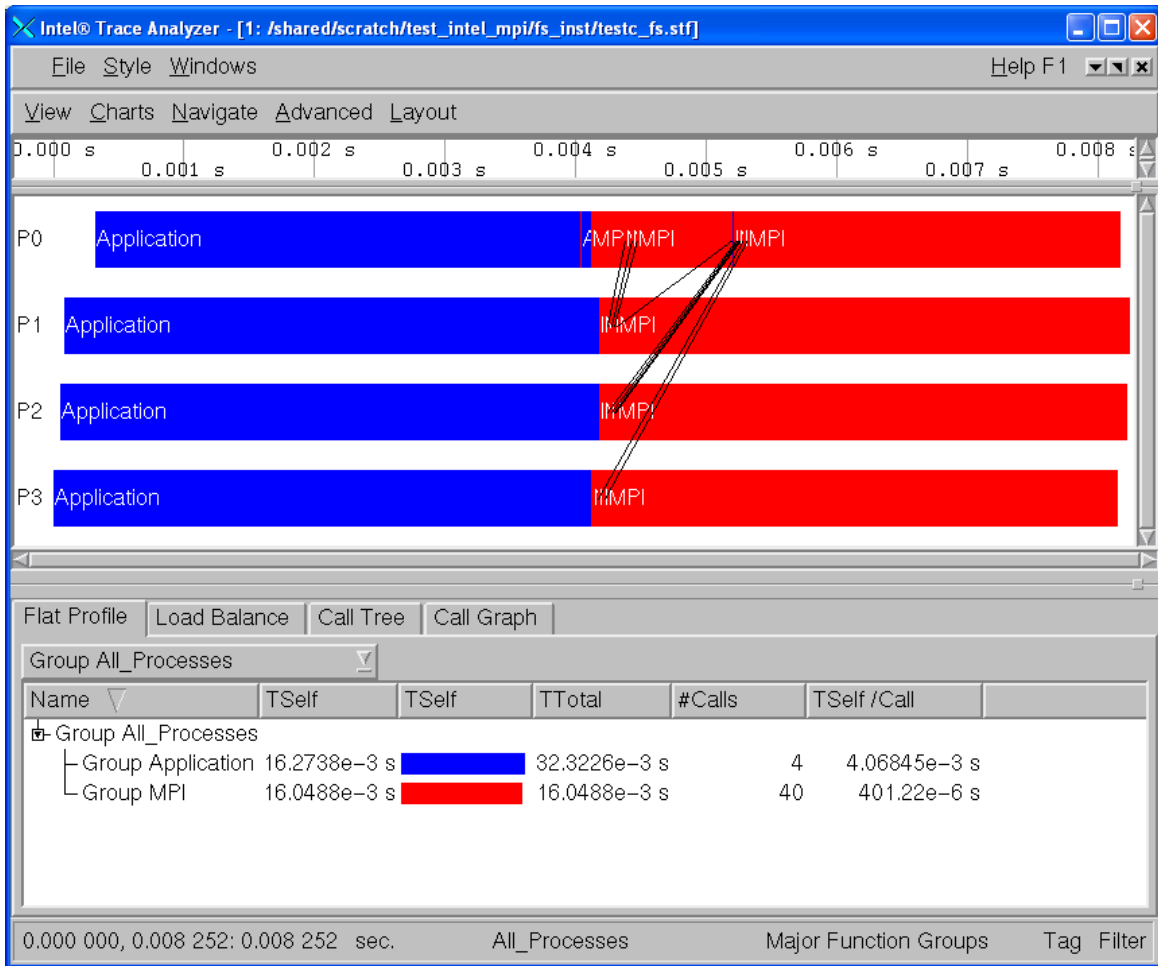 Intel® Trace Analyzer - [1: /shared/scratch/test_intel_mpi/fs_inst/testc_fs.stf]
File Style Windows Help F1
View Charts Navigate Advanced Layout
0.000 s 0.002 s 0.004 s 0.006 s 0.008 s
0.001 s 0.003 s 0.005 s 0.007 s
P0 Application MPI MPI
P1 Application MPI
P2 Application MPI
P3 Application MPI
Flat Profile Load Balance Call Tree Call Graph
Group All_Processes
Name TSelf TSelf TTotal #Calls TSelf /Call
Group All_Processes
Group Application 16.2738e-3 s 32.3226e-3 s 4 4.06845e-3 s
Group MPI 16.0488e-3 s 16.0488e-3 s 40 401.22e-6 s
0.000 000, 0.008 252: 0.008 252 sec. All_Processes Major Function Groups Tag Filter